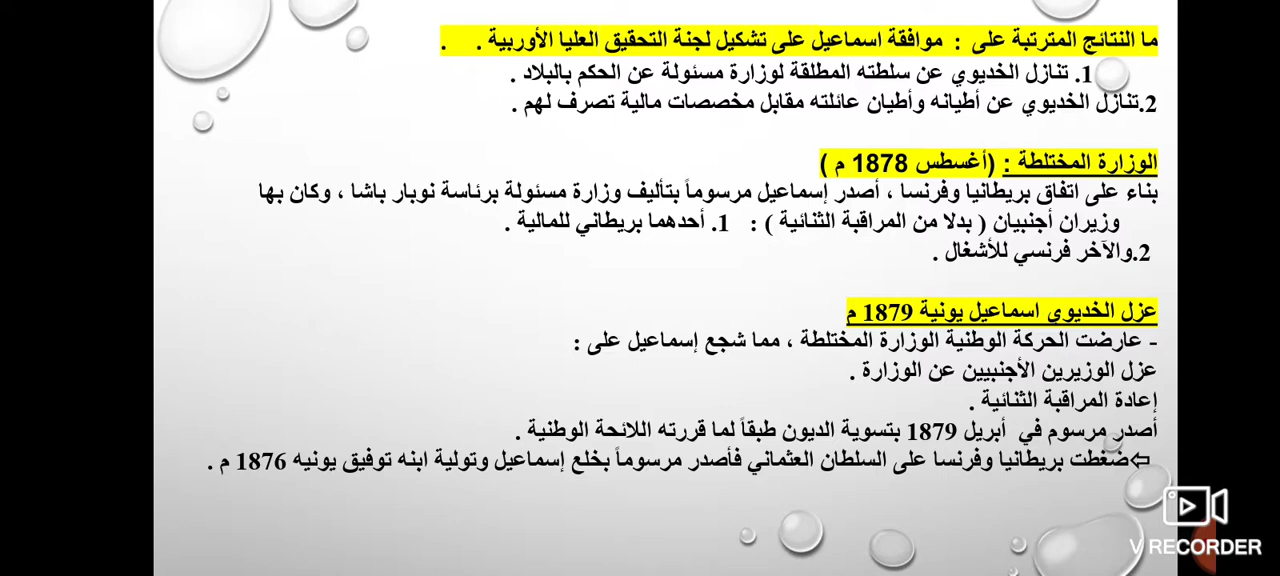 ما النتائج المترتبة على : موافقة اسماعيل على تشكيل لجنة التحقيق العليا الأوربية . .
1. تنازل الخديوي عن سلطته المطلقة لوزارة مسئولة عن الحكم بالبلاد .
2.تنازل الخديوي عن أطيانه وأطيان عائلته مقابل مخصصات مالية تصرف لهم .
الوزارة المختلطة : (أغسطس 1878 م )
بناء على اتفاق بريطانيا وفرنسا ، أصدر إسماعيل مرسوماً بتأليف وزارة مسئولة برئاسة نوبار باشا ، وكان بها
وزيران أجنبيان ( بدلا من المراقبة الثنائية ) : 1. أحدهما بريطاني للمالية .
2.والآخر فرنسي للأشغال .
عزل الخديوي اسماعيل يونية 1879 م
- عارضت الحركة الوطنية الوزارة المختلطة ، مما شجع إسماعيل على :
عزل الوزيرين الأجنبيين عن الوزارة .
إعادة المراقبة الثنائية .
أصدر مرسوم في أبريل 1879 بتسوية الديون طبقاً لما قررته اللائحة الوطنية .
⇦ضغطت بريطانيا وفرنسا على السلطان العثماني فأصدر مرسوماً بخلع إسماعيل وتولية ابنه توفيق يونيه 1876 م .
V RECORDER